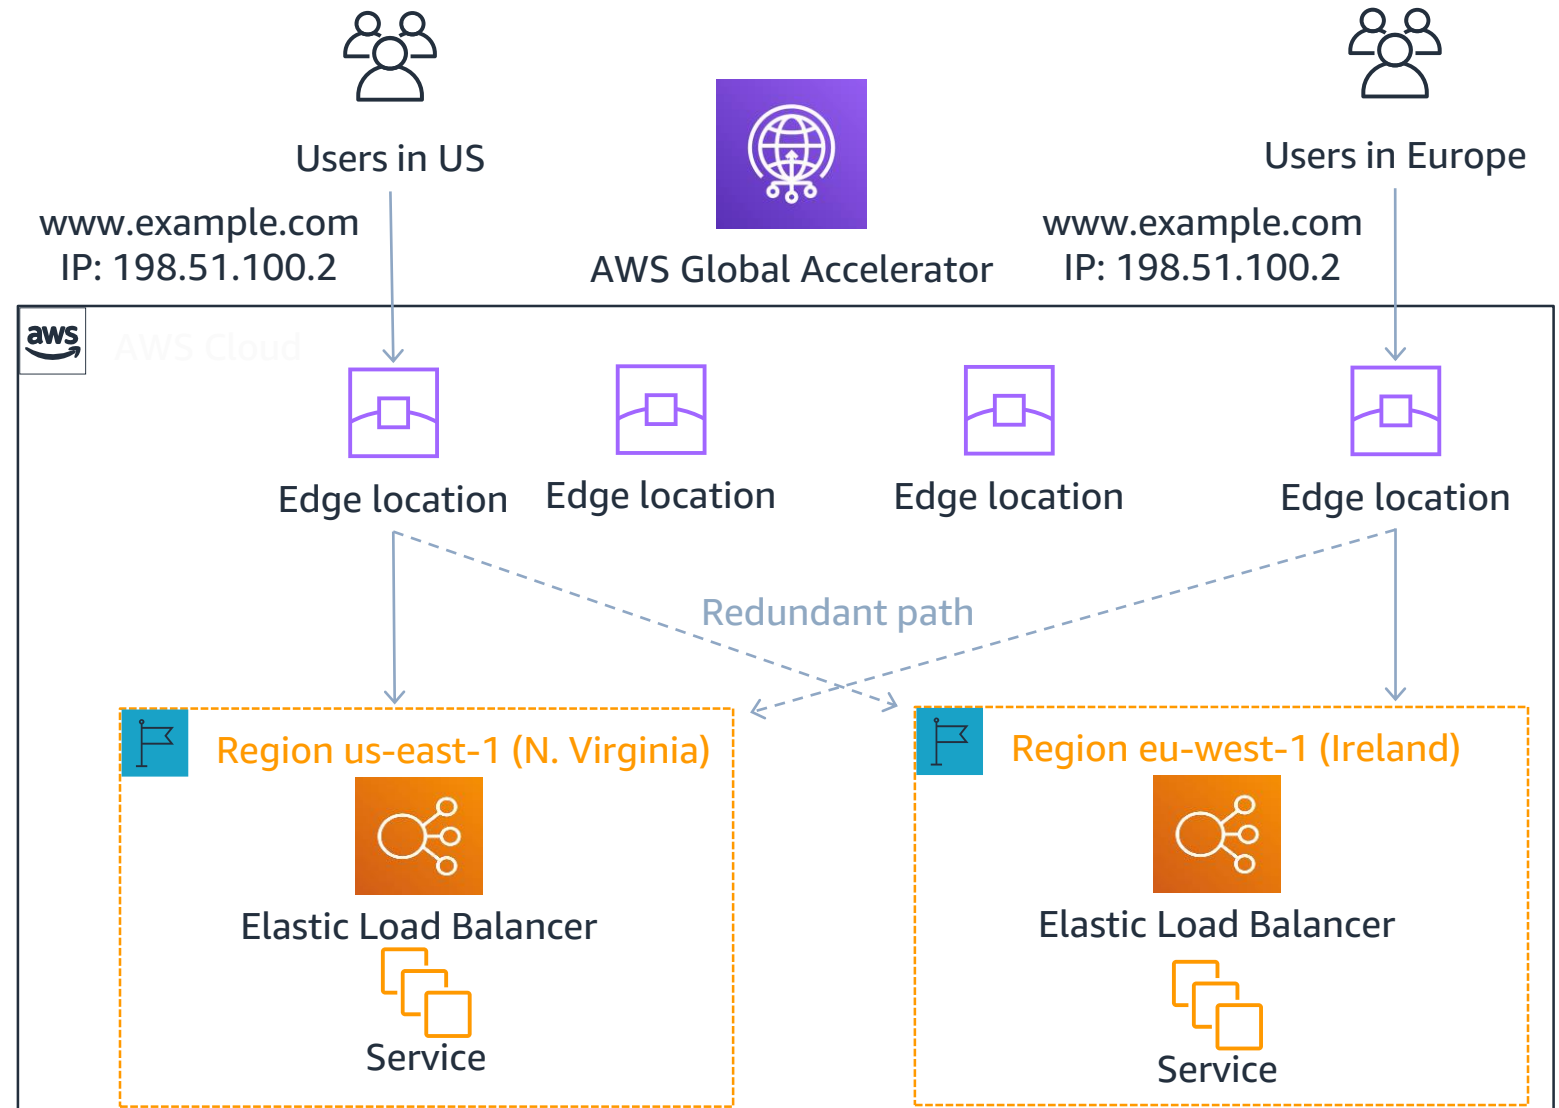 Users in US
Users in Europe
www.example.com
IP: 198.51.100.2
AWS Global Accelerator
www.example.com
IP: 198.51.100.2
aws
AWS Cloud
Edge location
Edge location
Edge location
Edge location
Redundant path
Region us-east-1 (N. Virginia)
Elastic Load Balancer
Service
Region eu-west-1 (Ireland)
Elastic Load Balancer
Service